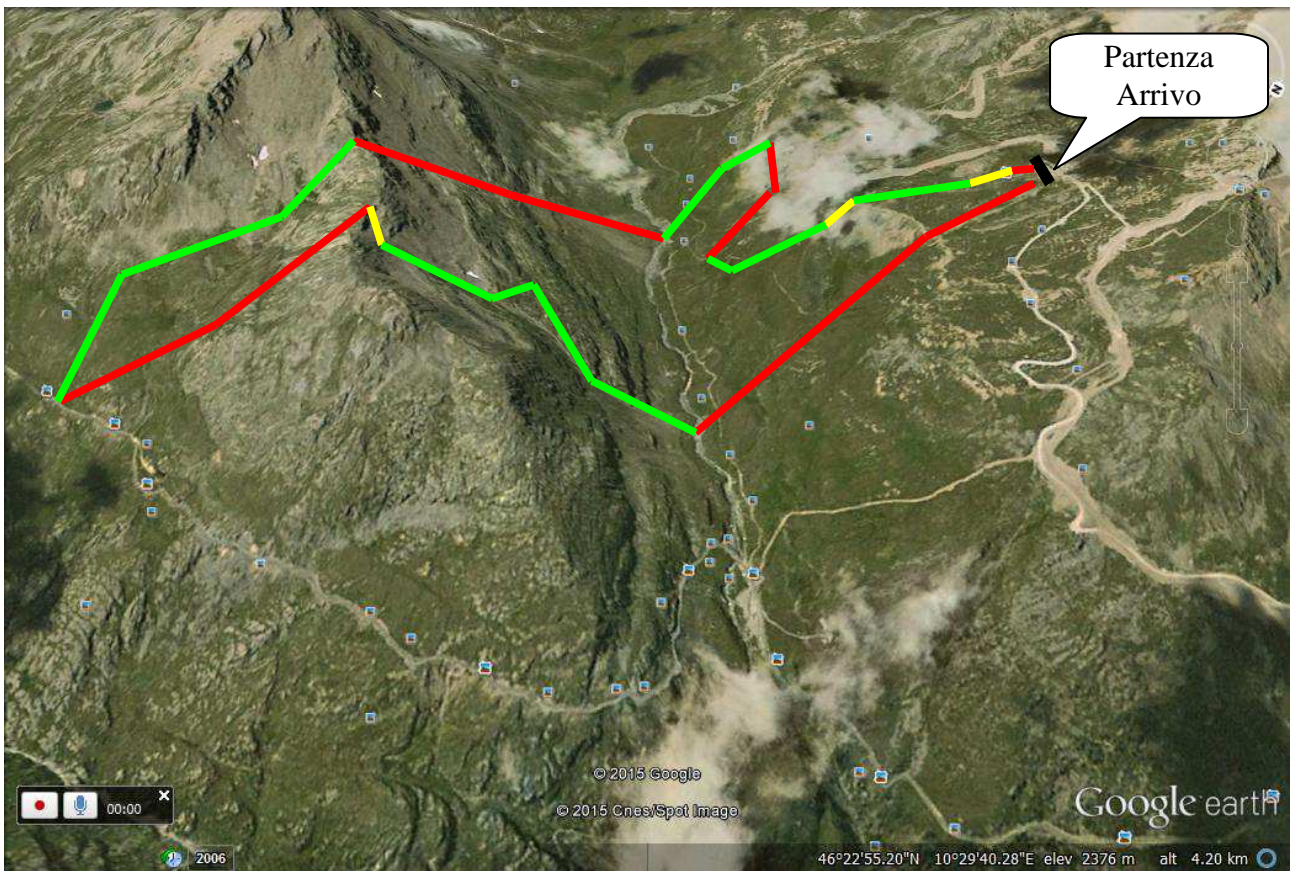 Partenza
Arrivo
N
© 2015 Google
© 2015 Cnes/Spot Image
00:00
Google earth
2006
46°22'55.20"N 10°29'40.28"E elev 2376 m alt 4.20 km